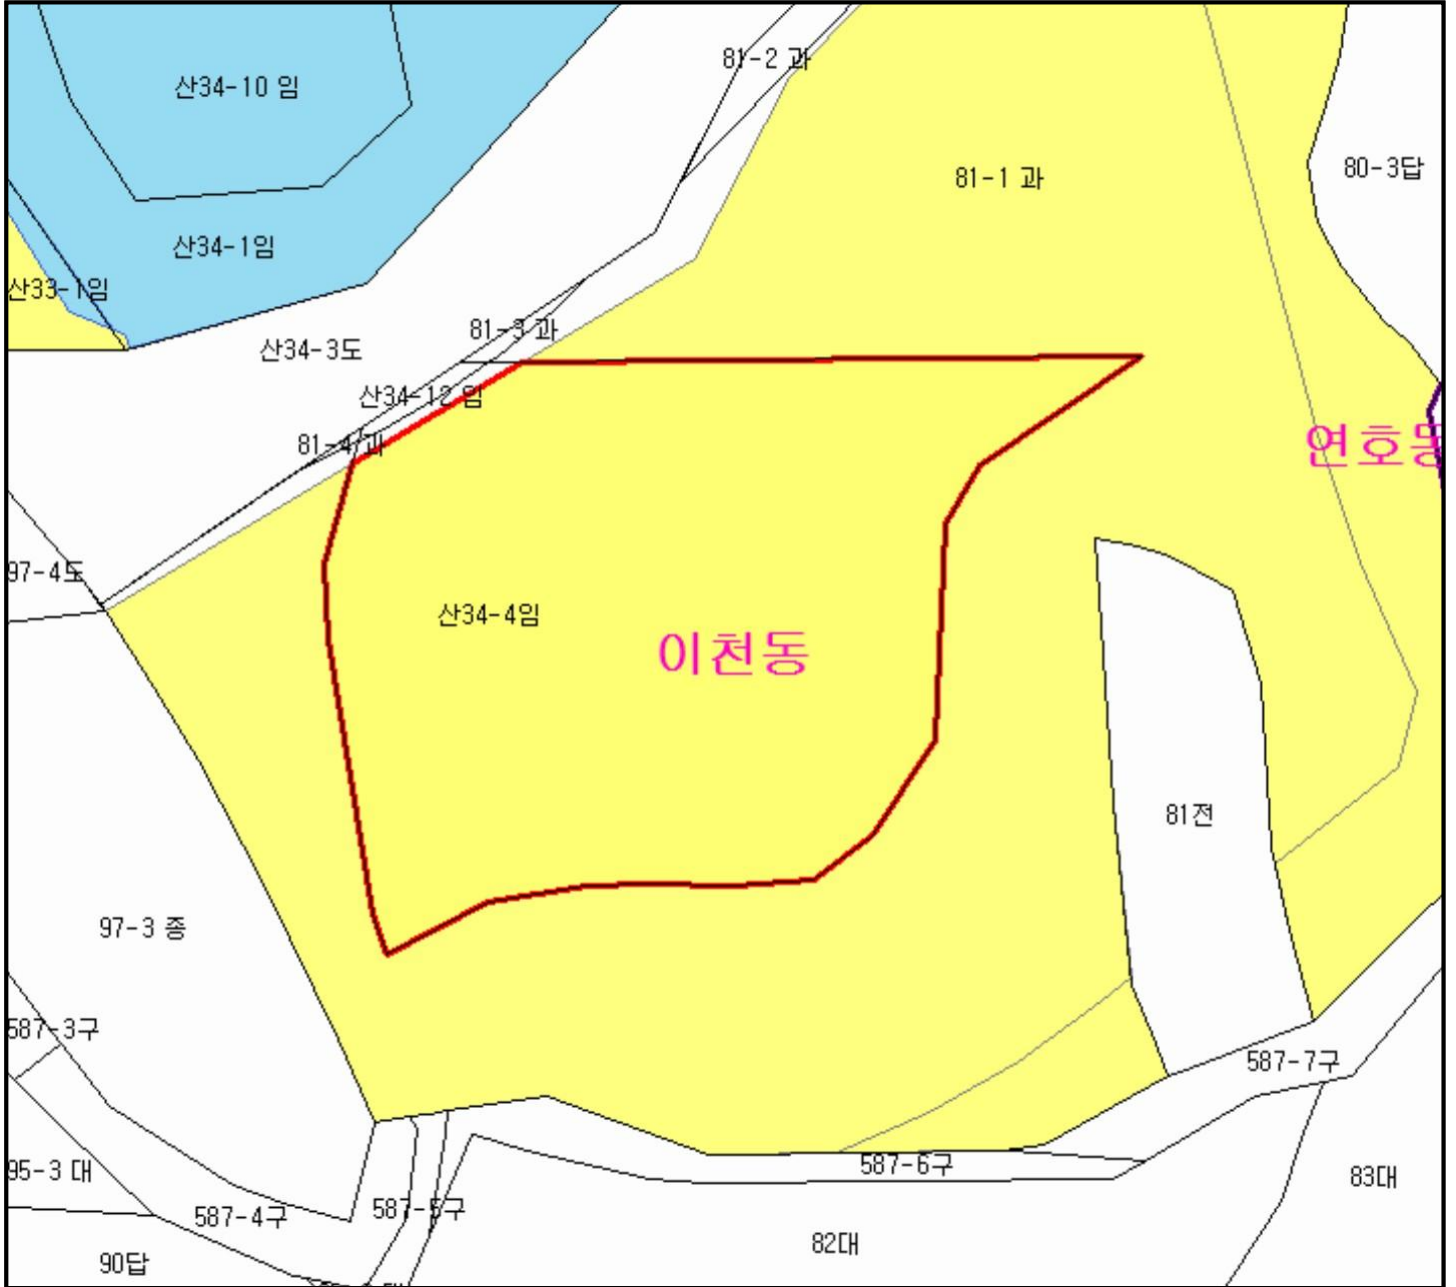 81-2 과
산34-10 임
80-3답
81-1 과
산34-1임
산33-1임
81-3 과
산34-3도
산34-12 임
81-4 과
연호동
97-4도
산34-4임
이천동
81전
97-3 종
587-3구
587-7구
587-6구
95-3 대
83대
587-5구
587-4구
82대
90답